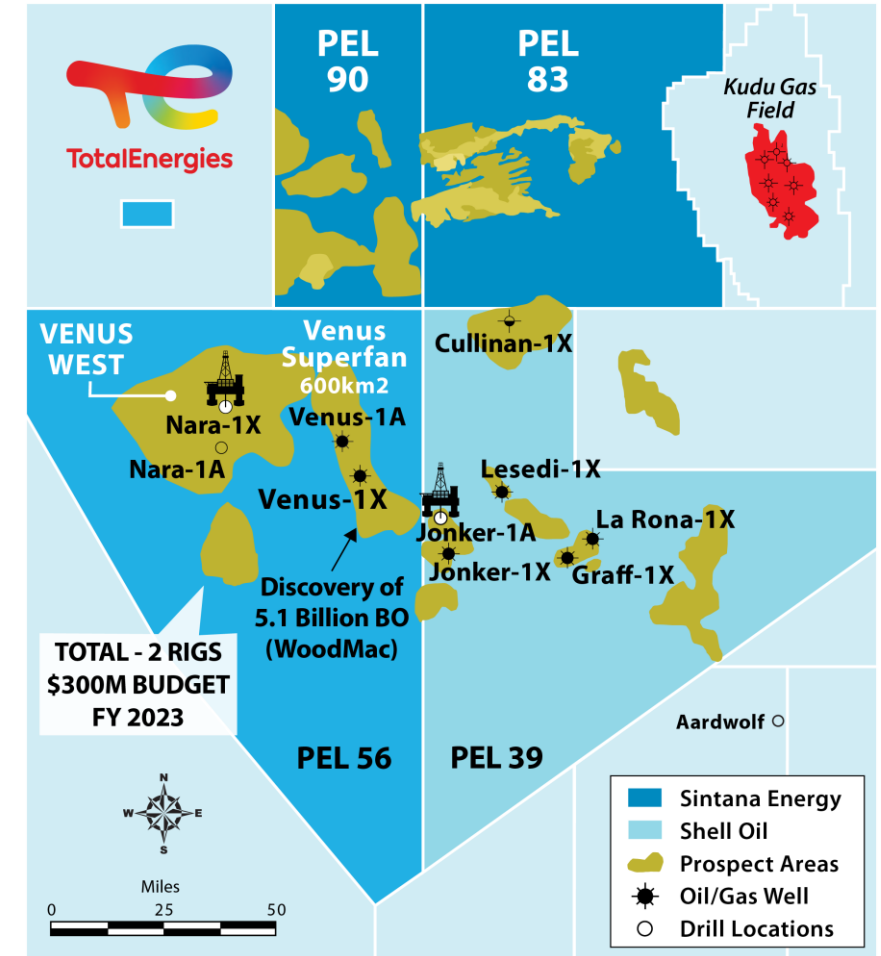 PEL
90
PEL
83
Kudu Gas
Field
TotalEnergies
VENUS
WEST
Venus
Superfan
600km2
Cullinan-1X
Venus-1A
Nara-1X
Nara-1A
Venus-1X
Lesedi-1X
La Rona-1X
Jonker-1A
Jonker-1X
Graff-1X
Discovery of
5.1 Billion BO
(WoodMac)
TOTAL - 2 RIGS
$300M BUDGET
FY 2023
Aardwolf
PEL 56
PEL 39
N
W
E
S
Miles
0
25
50
Sintana Energy
Shell Oil
Prospect Areas
Oil/Gas Well
Drill Locations